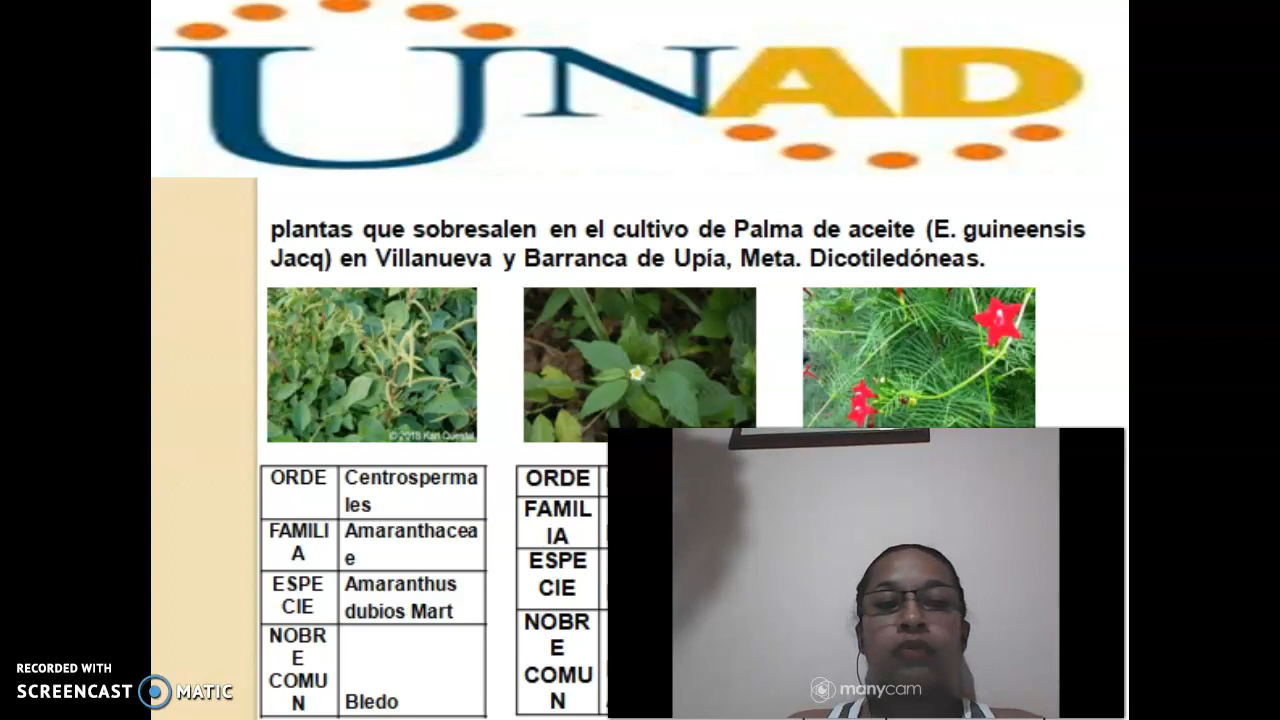 UNAD
plantas que sobresalen en el cultivo de Palma de aceite (E. guineensis
Jacq) en Villanueva y Barranca de Upía, Meta. Dicotiledóneas.
© 2018 Karl Questel
ORDE
Centrosperma
les
FAMILI
A
Amaranthacea
e
ESPE
CIE
Amaranthus
dubios Mart
NOBR
E
COMU
N
Bledo
ORDE
FAMIL
IA
ESPE
CIE
NOBR
E
COMU
N
manycam
RECORDED WITH
SCREENCAST MATIC